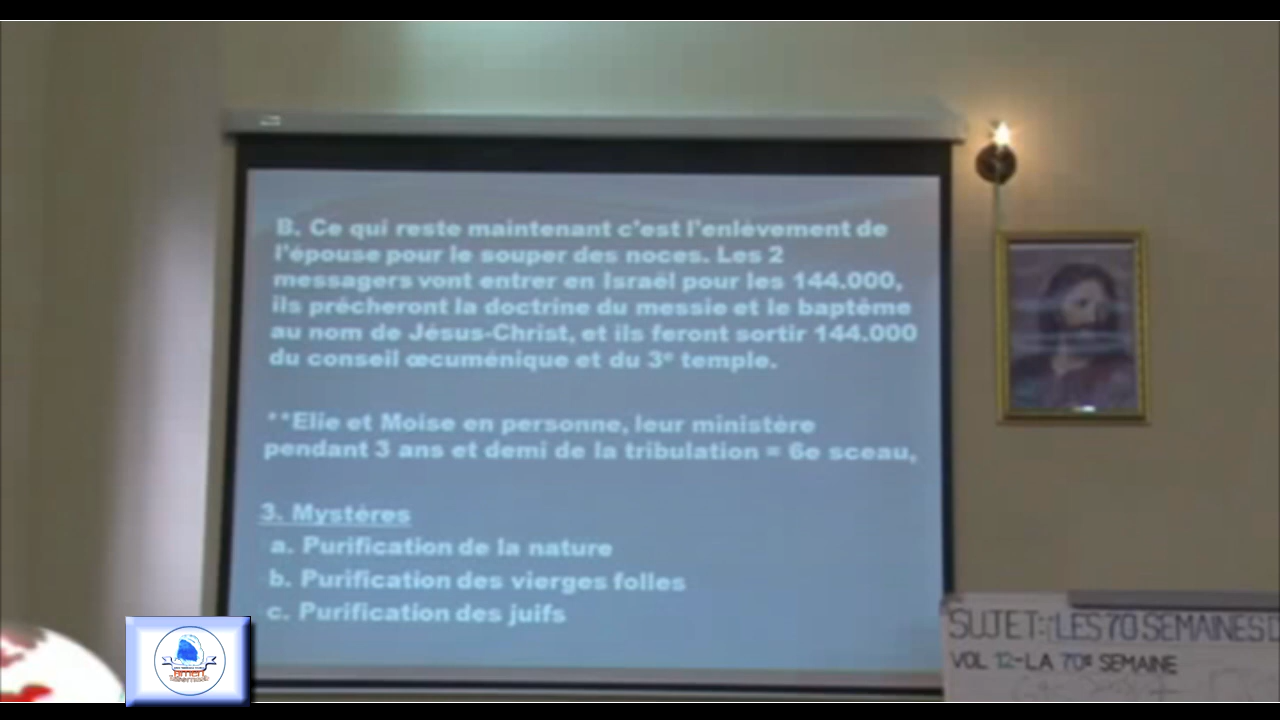 B. Ce qui reste maintenant c'est l'enlèvement de
l'épouse pour le souper des noces. Les 2
messagers vont entrer en Israël pour les 144.000,
ils prêcheront la doctrine du messie et le baptême
au nom de Jésus-Christ, et ils feront sortir 144.000
du conseil œcuménique et du 3e temple.
**Elie et Moise en personne, leur ministère
pendant 3 ans et demi de la tribulation = 6e sceau,
3. Mystères
a. Purification de la nature
b. Purification des vierges folles
c. Purification des juifs
SUJET: LES 70 SEMAINES D
VOL 12-LA 70e SEMAINE